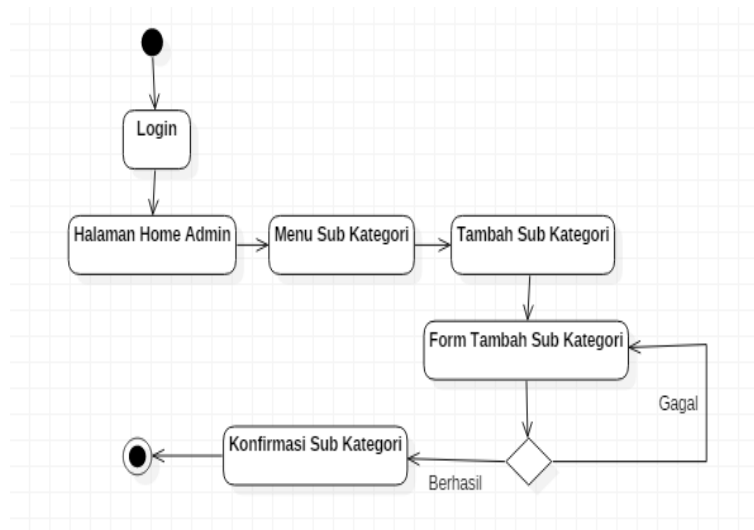 Login
Halaman Home Admin
Menu Sub Kategori
Tambah Sub Kategori
Form Tambah Sub Kategori
Gagal
Konfirmasi Sub Kategori
Berhasil